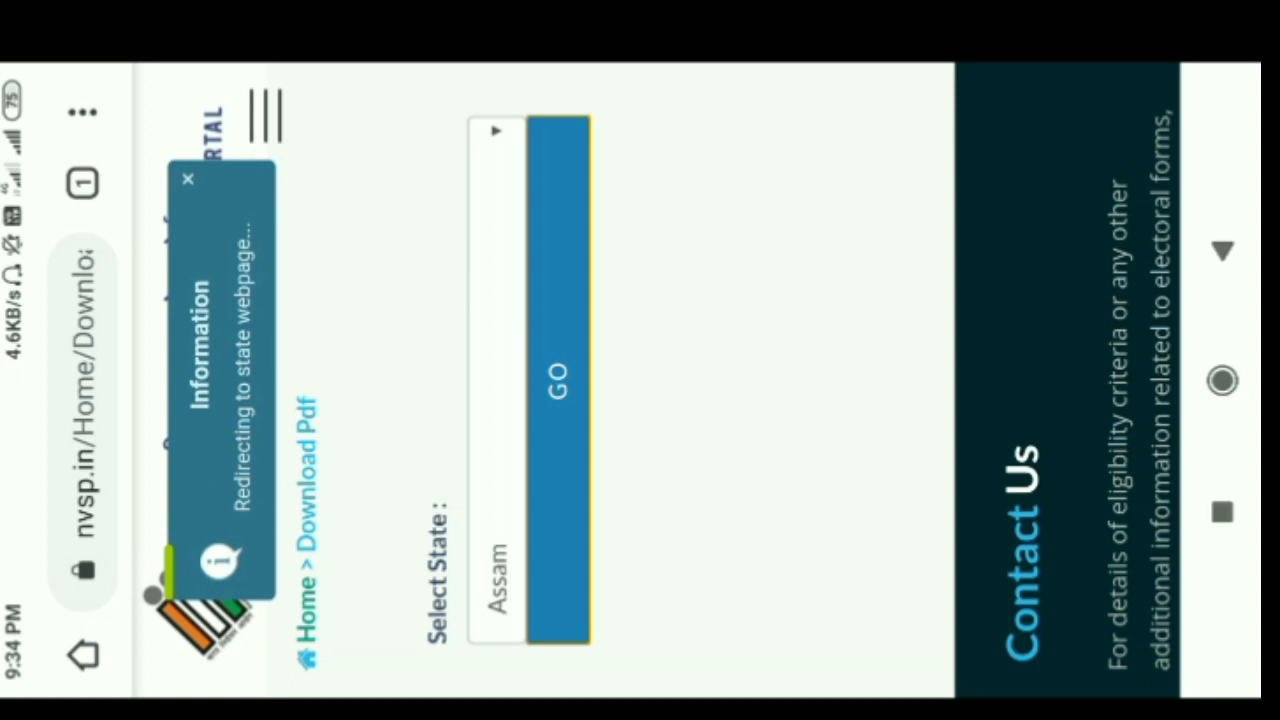 9:34 PM 4.6KB/s 4G 75
nvsp.in/Home/Downlo 1
RTAL
Information ×
Redirecting to state webpage...
Home > Download Pdf
Select State :
Assam
GO
Contact Us
For details of eligibility criteria or any other
additional information related to electoral forms,